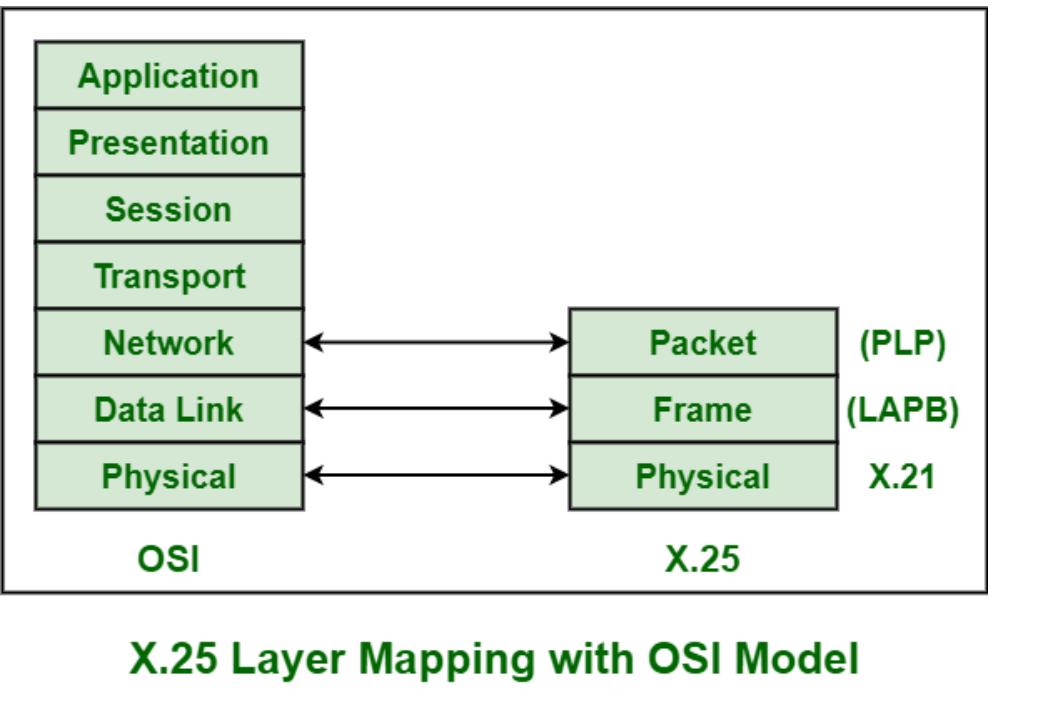 Application
Presentation
Session
Transport
Network Packet (PLP)
Data Link Frame (LAPB)
Physical Physical X.21
OSI X.25
X.25 Layer Mapping with OSI Model